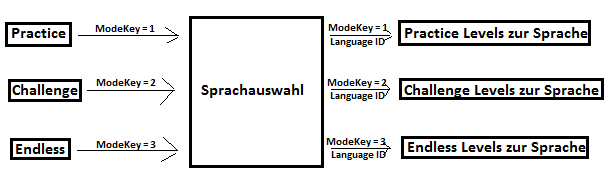 Practice
ModeKey = 1
Sprachauswahl
ModeKey = 1
Language ID
Practice Levels zur Sprache
Challenge
ModeKey = 2
ModeKey = 2
Language ID
Challenge Levels zur Sprache
Endless
ModeKey = 3
ModeKey = 3
Language ID
Endless Levels zur Sprache